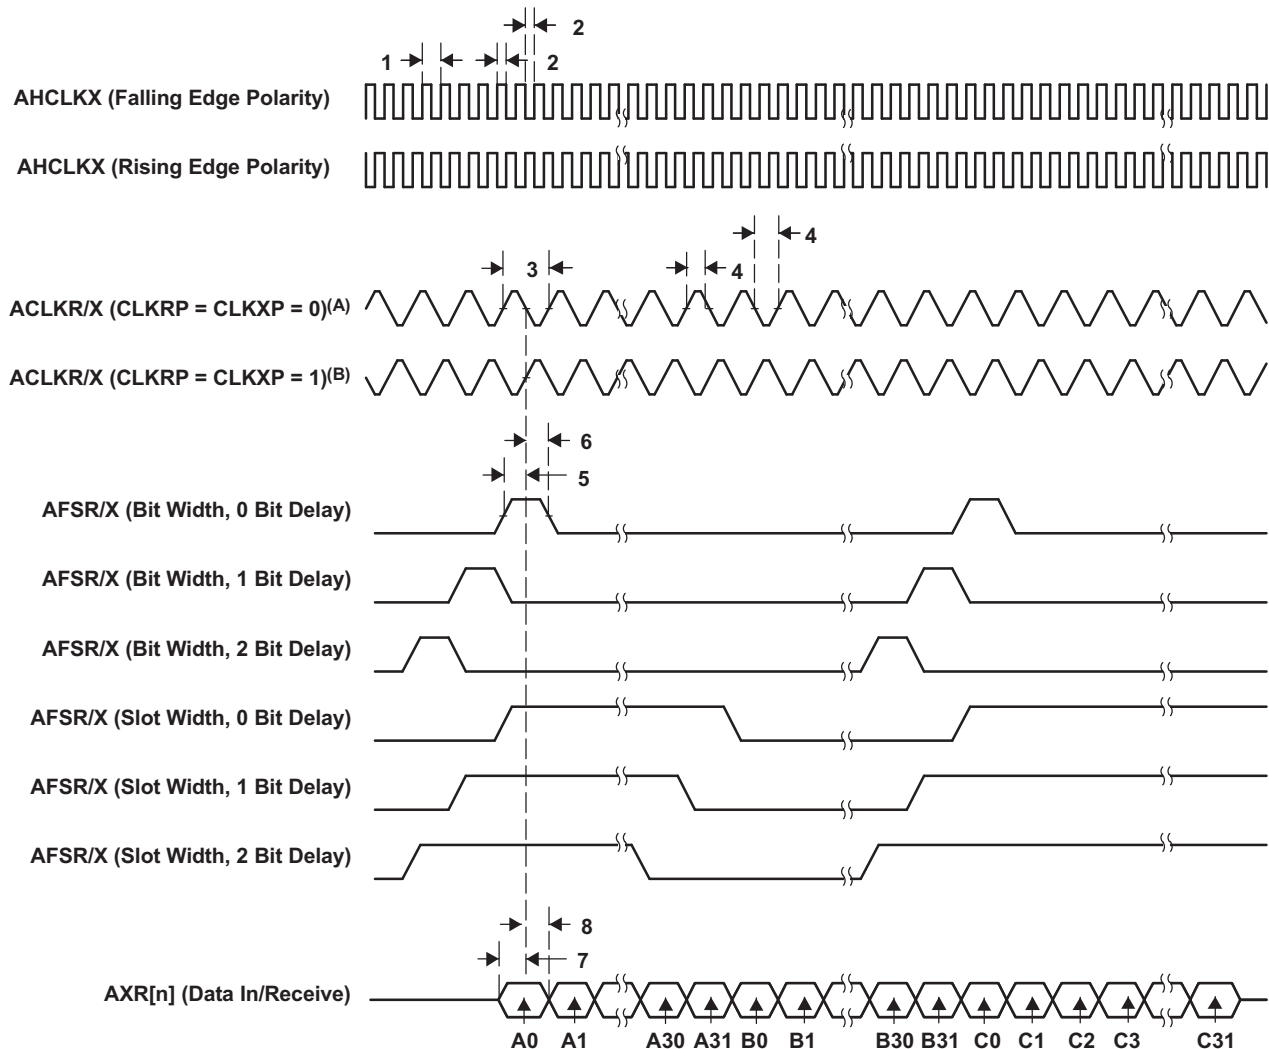 2
1
2
AHCLKX (Falling Edge Polarity)
AHCLKX (Rising Edge Polarity)
4
3
4
ACLKR/X (CLKRP = CLKXP = 0)(A)
ACLKR/X (CLKRP = CLKXP = 1)(B)
6
5
AFSR/X (Bit Width, 0 Bit Delay)
AFSR/X (Bit Width, 1 Bit Delay)
AFSR/X (Bit Width, 2 Bit Delay)
AFSR/X (Slot Width, 0 Bit Delay)
AFSR/X (Slot Width, 1 Bit Delay)
AFSR/X (Slot Width, 2 Bit Delay)
8
7
AXR[n] (Data In/Receive)
A0 A1 A30 A31 B0 B1 B30 B31 C0 C1 C2 C3 C31